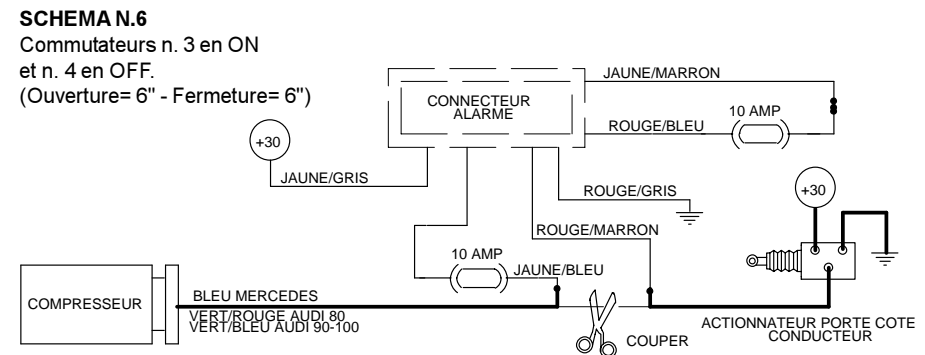 SCHEMA N.6
Commutateurs n. 3 en ON
et n. 4 en OFF.
(Ouverture= 6" - Fermeture= 6")
JAUNE/MARRON
CONNECTEUR
ALARME
10 AMP
ROUGE/BLEU
+30
JAUNE/GRIS
ROUGE/GRIS
+30
ROUGE/MARRON
10 AMP
JAUNE/BLEU
COMPRESSEUR
BLEU MERCEDES
VERT/ROUGE AUDI 80
VERT/BLEU AUDI 90-100
COUPER
ACTIONNATEUR PORTE COTE
CONDUCTEUR